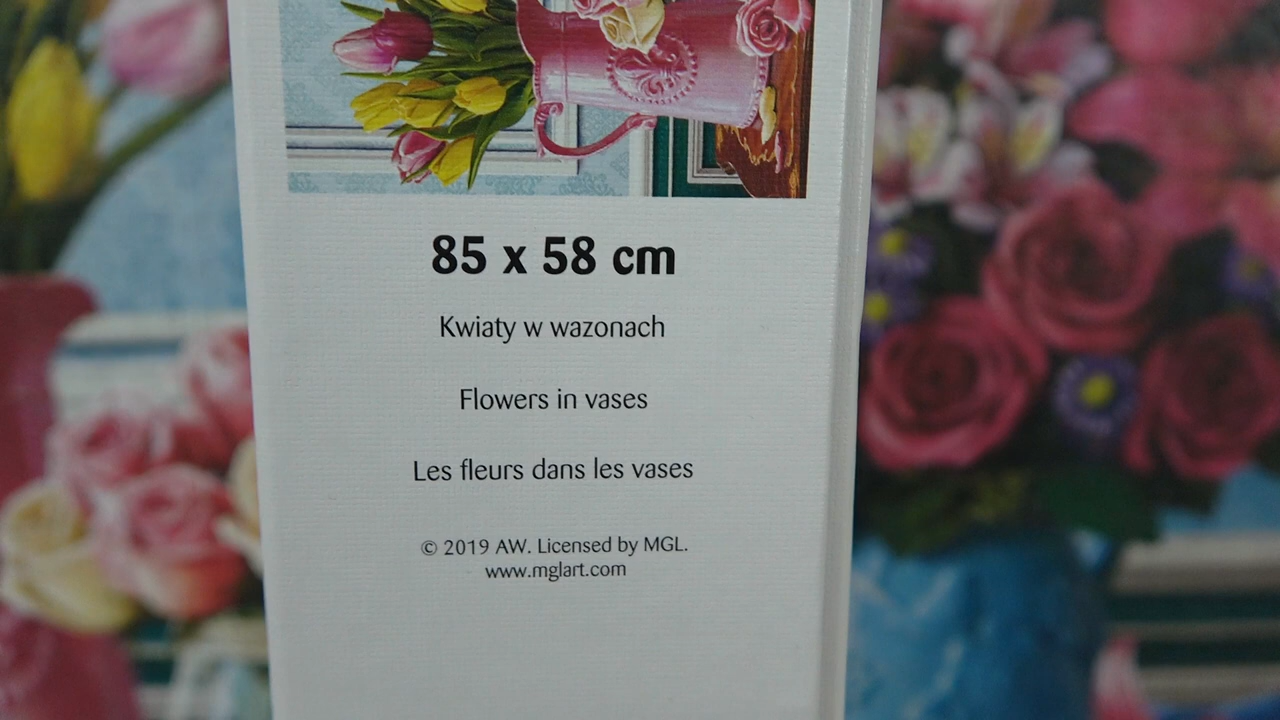 85 x 58 cm
Kwiaty w wazonach
Flowers in vases
Les fleurs dans les vases
© 2019 AW. Licensed by MGL.
www.mglart.com